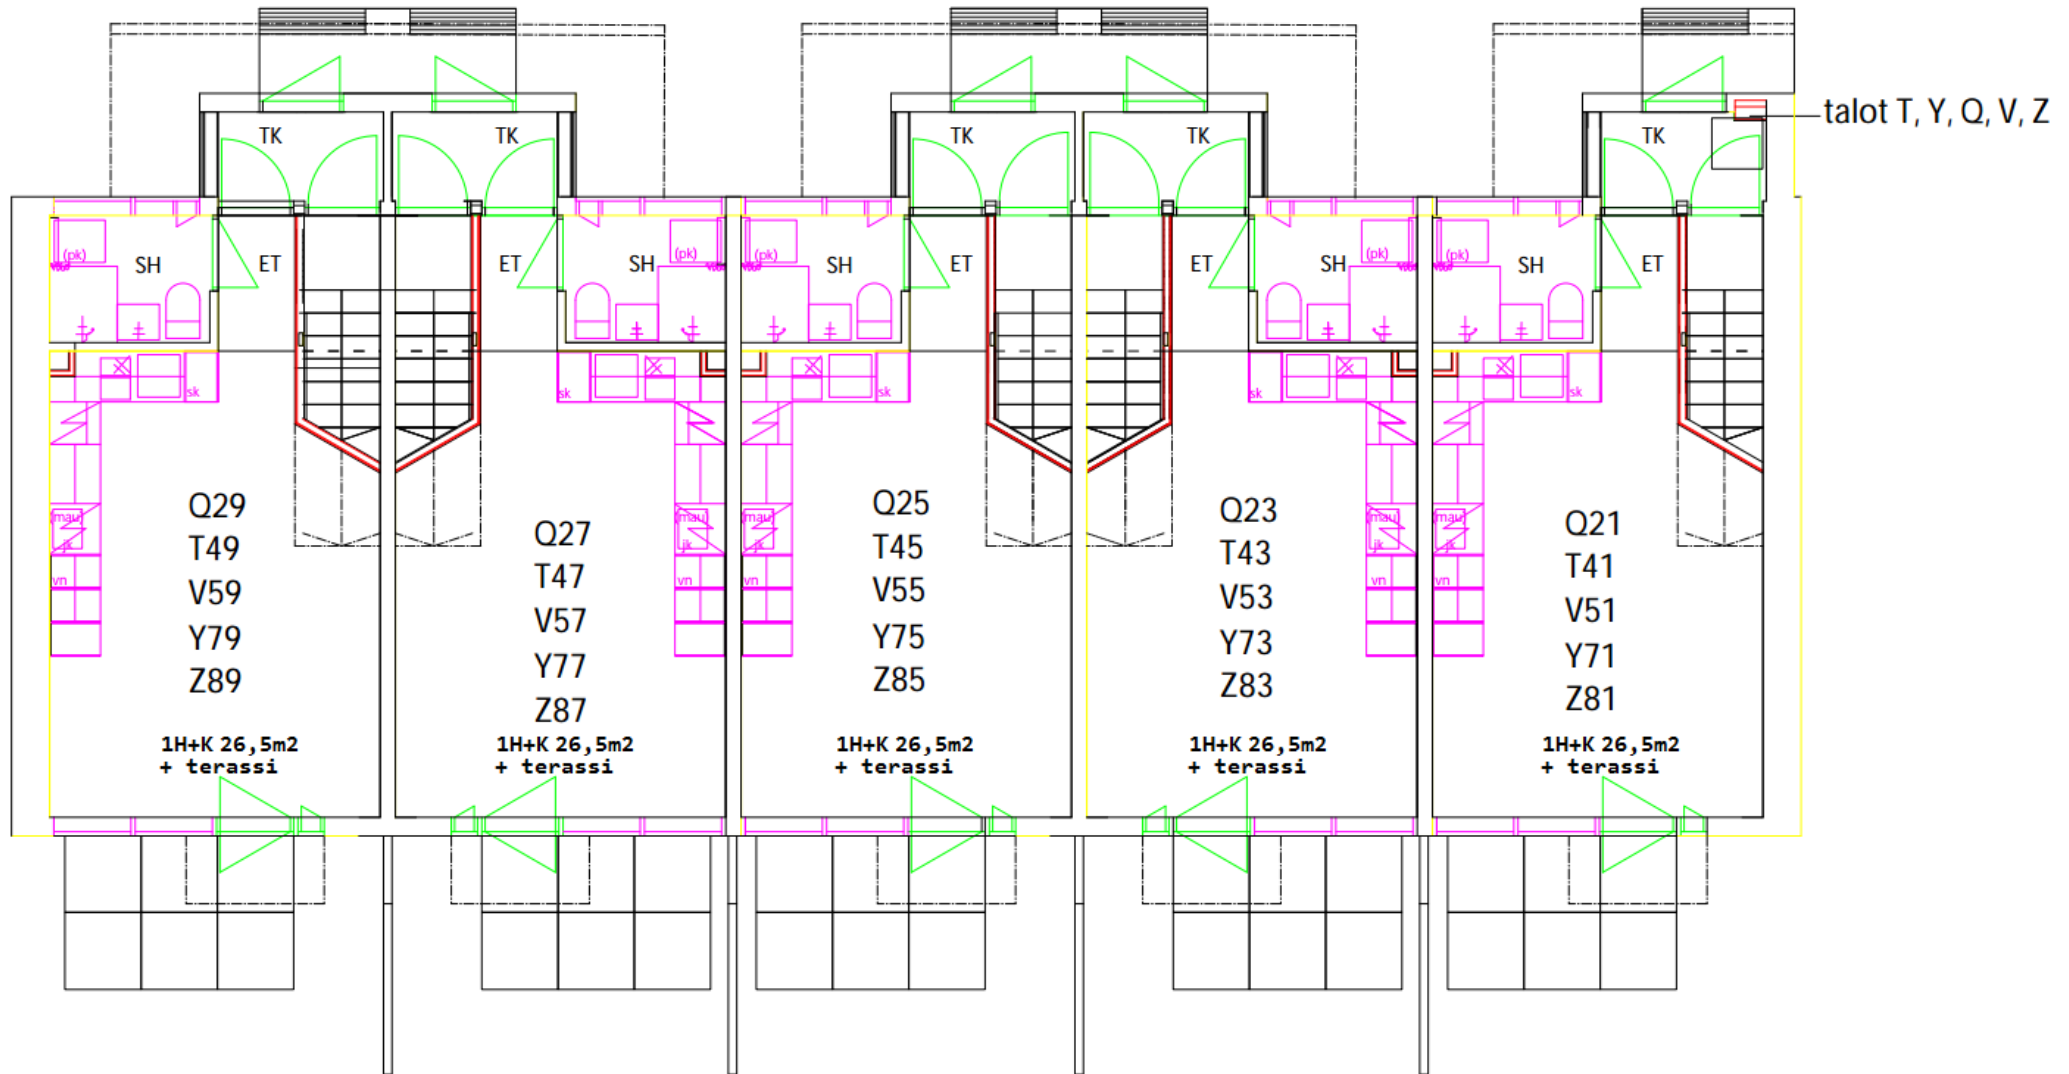 talot T, Y, Q, V, Z
TK
TK
TK
TK
TK
(pk)
SH
ET
ET
SH
(pk)
(pk)
SH
ET
ET
SH
(pk)
(pk)
SH
ET
sk
sk
sk
sk
sk
(mau)
jk
vn
(mau)
jk
vn
(mau)
jk
vn
(mau)
jk
vn
(mau)
jk
vn
Q29
T49
V59
Y79
Z89
1H+K 26,5m2
+ terassi
Q27
T47
V57
Y77
Z87
1H+K 26,5m2
+ terassi
Q25
T45
V55
Y75
Z85
1H+K 26,5m2
+ terassi
Q23
T43
V53
Y73
Z83
1H+K 26,5m2
+ terassi
Q21
T41
V51
Y71
Z81
1H+K 26,5m2
+ terassi